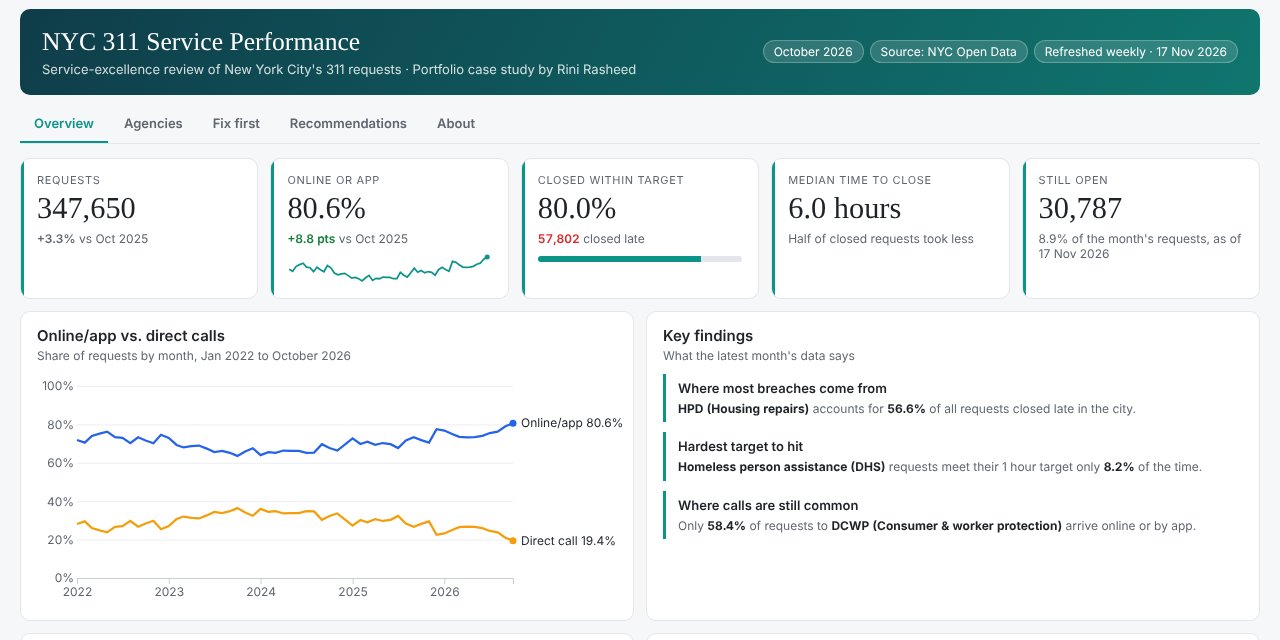 NYC 311 Service Performance
Service-excellence review of New York City's 311 requests · Portfolio case study by Rini Rasheed
October 2026
Source: NYC Open Data
Refreshed weekly · 17 Nov 2026
Overview
Agencies
Fix first
Recommendations
About
REQUESTS
347,650
+3.3% vs Oct 2025
ONLINE OR APP
80.6%
+8.8 pts vs Oct 2025
CLOSED WITHIN TARGET
80.0%
57,802 closed late
MEDIAN TIME TO CLOSE
6.0 hours
Half of closed requests took less
STILL OPEN
30,787
8.9% of the month's requests, as of
17 Nov 2026
Online/app vs. direct calls
Share of requests by month, Jan 2022 to October 2026
100%
80%
60%
40%
20%
0%
Online/app 80.6%
Direct call 19.4%
2022
2023
2024
2025
2026
Key findings
What the latest month's data says
Where most breaches come from
HPD (Housing repairs) accounts for 56.6% of all requests closed late in the city.
Hardest target to hit
Homeless person assistance (DHS) requests meet their 1 hour target only 8.2% of the time.
Where calls are still common
Only 58.4% of requests to DCWP (Consumer & worker protection) arrive online or by app.